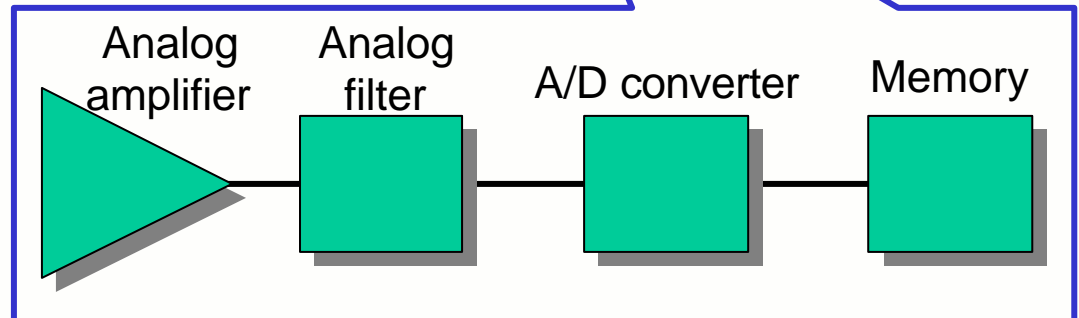 Analog
amplifier
Analog
filter
A/D converter
Memory